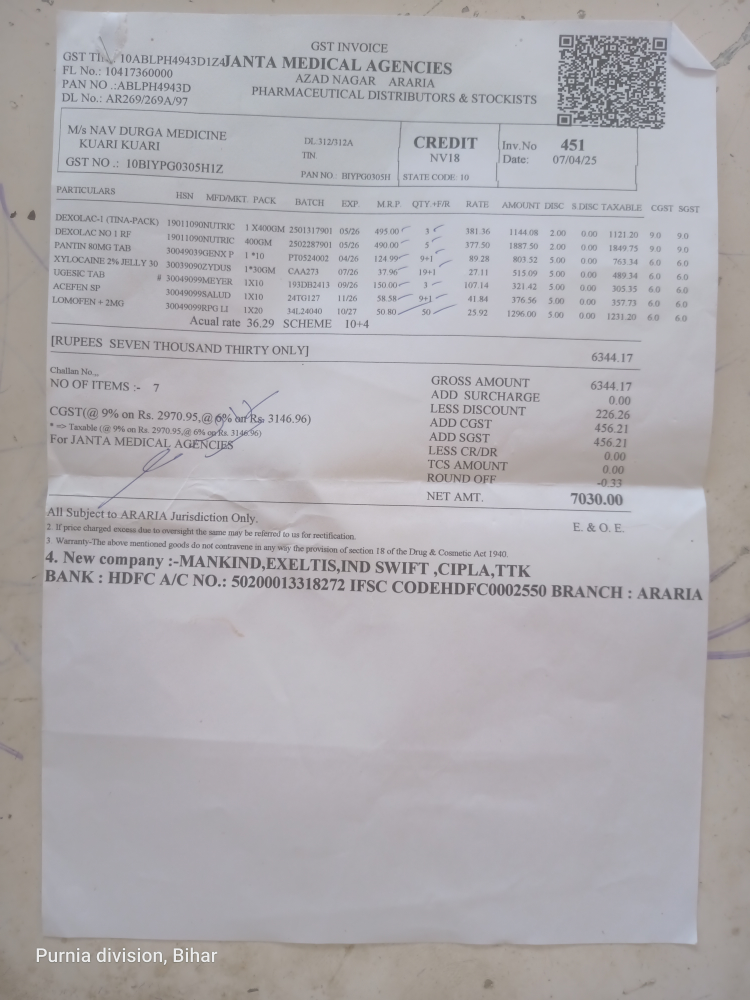 GST INVOICE
GST TIN 10ABLPH4943D1Z4 JANTA MEDICAL AGENCIES
FL No.: 10417360000 AZAD NAGAR ARARIA
PAN NO .:ABLPH4943D PHARMACEUTICAL DISTRIBUTORS & STOCKISTS
DL No.: AR269/269A/97
M/s NAV DURGA MEDICINE DL.312/312A CREDIT Inv.No 451
KUARI KUARI TIN NV18 Date: 07/04/25
GST NO .: 10BIYPG0305H1Z PAN NO.: BIYPG0305H STATE CODE: 10
PARTICULARS HSN MFD/MKT. PACK BATCH EXP. M.R.P. QTY.+F/R RATE AMOUNT DISC S.DISC TAXABLE CGST SGST
DEXOLAC-1 (TINA-PACK) 19011090NUTRIC 1 X400GM 2501317901 05/26 495.00 3 381.36 1144.08 2.00 0.00 1121.20 9.0 9.0
DEXOLAC NO 1 RF 19011090NUTRIC 400GM 2502287901 05/26 490.00 5 377.50 1887.50 2.00 0.00 1849.75 9.0 9.0
PANTIN 80MG TAB 30049039GENX P 1 *10 PT0524002 04/26 124.99 9+1 89.28 803.52 5.00 0.00 763.34 6.0 6.0
XYLOCAINE 2% JELLY 30 30039090ZYDUS 1*30GM CAA273 07/26 37.96 19+1 27.11 515.09 5.00 0.00 489.34 6.0 6.0
UGESIC TAB # 30049099MEYER 1X10 193DB2413 09/26 150.00 3 107.14 321.42 5.00 0.00 305.35 6.0 6.0
ACEFEN SP 30049099SALUD 1X10 24TG127 11/26 58.58 9+1 41.84 376.56 5.00 0.00 357.73 6.0 6.0
LOMOFEN + 2MG 30049099RPG LI 1X20 34L24040 10/27 50.80 50 25.92 1296.00 5.00 0.00 1231.20 6.0 6.0
Acual rate 36.29 SCHEME 10+4
[RUPEES SEVEN THOUSAND THIRTY ONLY] 6344.17
Challan No.,,
NO OF ITEMS :- 7
GROSS AMOUNT 6344.17
ADD SURCHARGE 0.00
LESS DISCOUNT 226.26
CGST(@ 9% on Rs. 2970.95,@ 6% on Rs. 3146.96) ADD CGST 456.21
* => Taxable (@ 9% on Rs. 2970.95,@ 6% on Rs. 3146.96) ADD SGST 456.21
For JANTA MEDICAL AGENCIES LESS CR/DR 0.00
TCS AMOUNT 0.00
ROUND OFF -0.33
NET AMT. 7030.00
All Subject to ARARIA Jurisdiction Only. E. & O. E.
2. If price charged excess due to oversight the same may be referred to us for rectification.
3. Warranty-The above mentioned goods do not contravene in any way the provision of section 18 of the Drug & Cosmetic Act 1940.
4. New company :-MANKIND,EXELTIS,IND SWIFT ,CIPLA,TTK
BANK : HDFC A/C NO.: 50200013318272 IFSC CODEHDFC0002550 BRANCH : ARARIA
Purnia division, Bihar